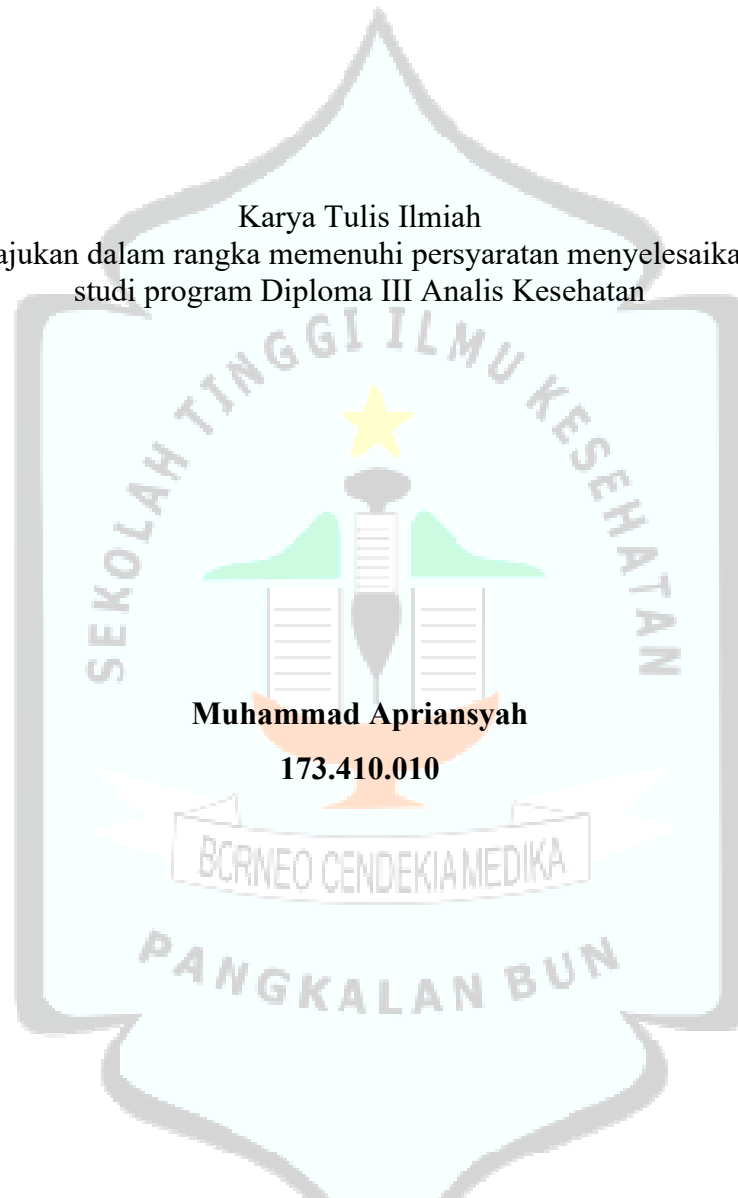 Karya Tulis Ilmiah
ajukan dalam rangka memenuhi persyaratan menyelesaika
studi program Diploma III Analis Kesehatan
SEKOLAH TINGGI ILMU KESEHATAN
Muhammad Apriansyah
173.410.010
BORNEO CENDEKIA MEDIKA
PANGKALAN BUN